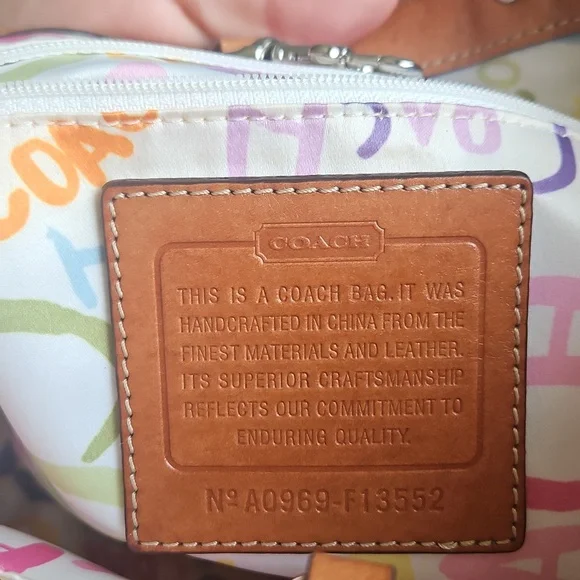 COACH
THIS IS A COACH BAG. IT WAS
HANDCRAFTED IN CHINA FROM THE
FINEST MATERIALS AND LEATHER.
ITS SUPERIOR CRAFTSMANSHIP
REFLECTS OUR COMMITMENT TO
ENDURING QUALITY.
Nº A0969-F13552
COACH